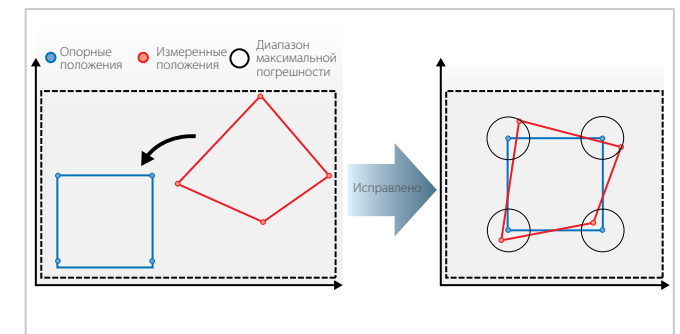 Опорные
положения
Измеренные
положения
Диапазон
максимальной
погрешности
Исправлено